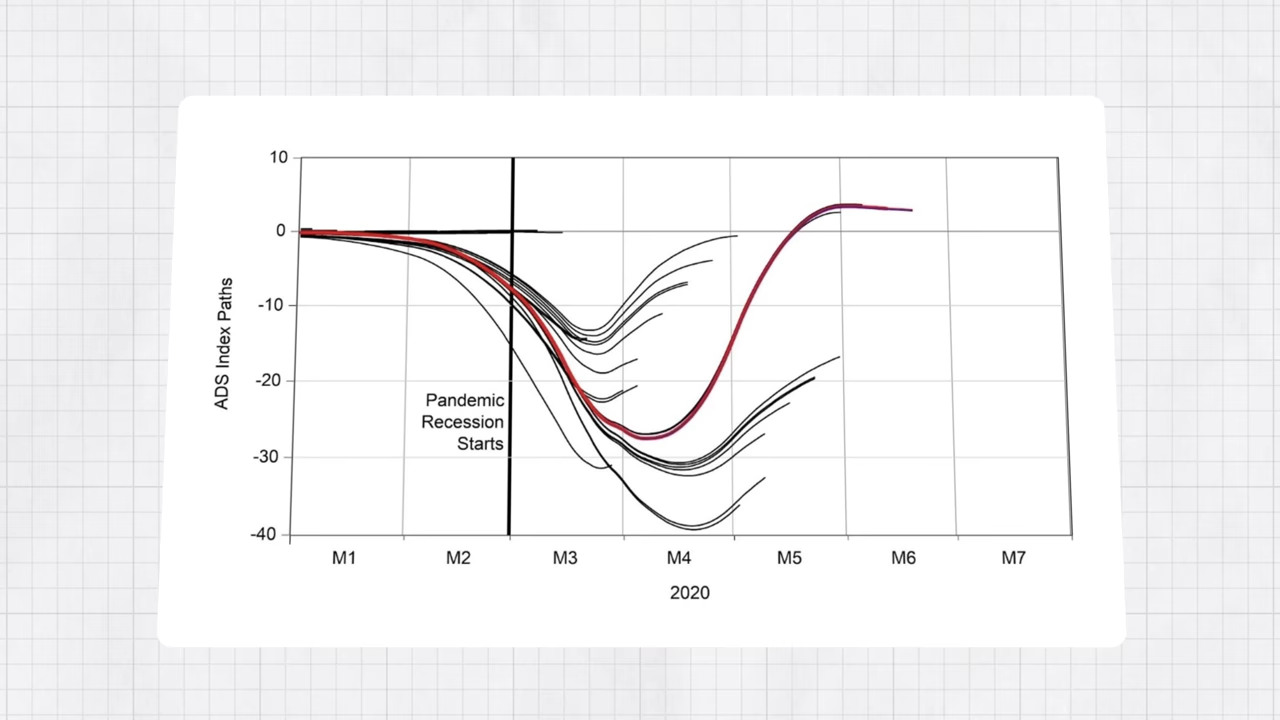 10
0
-10
-20
-30
-40
ADS Index Paths
Pandemic
Recession
Starts
M1 M2 M3 M4 M5 M6 M7
2020